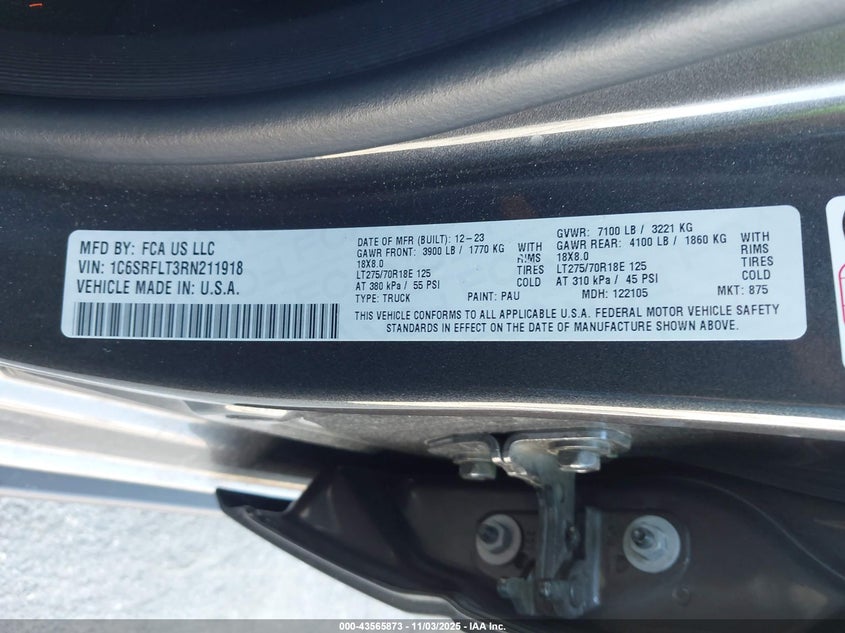 MFD BY: FCA US LLC
VIN: 1C6SRFLT3RN211918
VEHICLE MADE IN: U.S.A.
DATE OF MFR (BUILT): 12-23
GAWR FRONT: 3900 LB / 1770 KG WITH
18X8.0 RIMS
LT275/70R18E 125 TIRES
AT 380 kPa / 55 PSI COLD
TYPE: TRUCK PAINT: PAU
GVWR: 7100 LB / 3221 KG
GAWR REAR: 4100 LB / 1860 KG WITH
18X8.0 RIMS
LT275/70R18E 125 TIRES
AT 310 kPa / 45 PSI COLD
MDH: 122105 MKT: 875
THIS VEHICLE CONFORMS TO ALL APPLICABLE U.S.A. FEDERAL MOTOR VEHICLE SAFETY
STANDARDS IN EFFECT ON THE DATE OF MANUFACTURE SHOWN ABOVE.
000-43565873 - 11/03/2025 - IAA Inc.